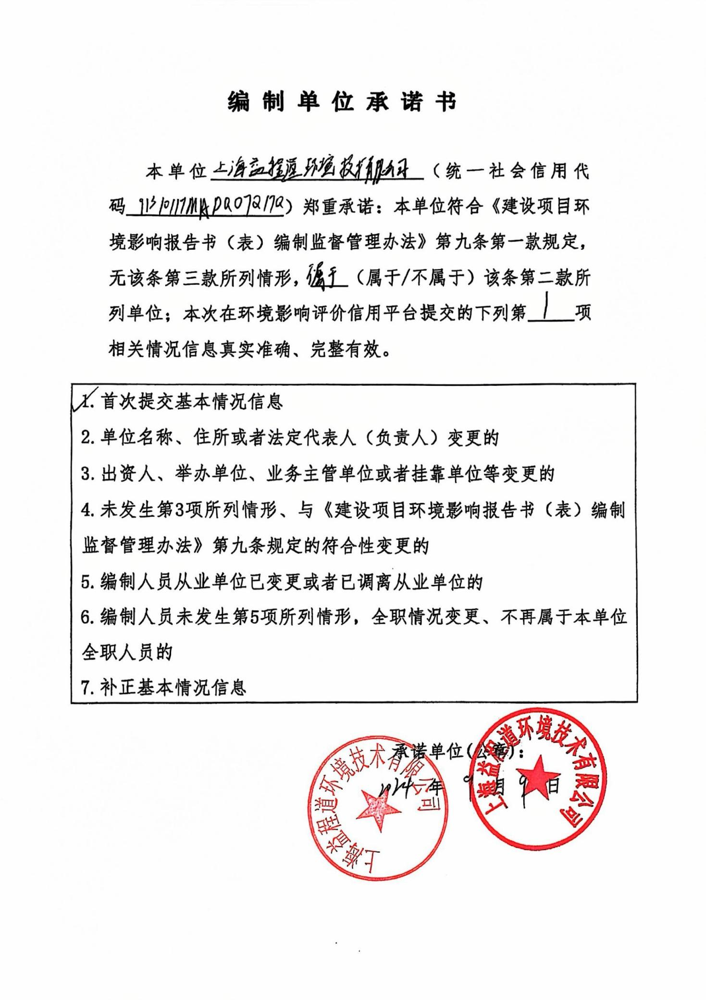 编制单位承诺书
本单位上海益程道环境技术有限公司（统一社会信用代
码 91310117MADQ07217Q）郑重承诺：本单位符合《建设项目环
境影响报告书（表）编制监督管理办法》第九条第一款规定，
无该条第三款所列情形，属于（属于/不属于）该条第二款所
列单位；本次在环境影响评价信用平台提交的下列第 1 项
相关情况信息真实准确、完整有效。
1. 首次提交基本情况信息
2. 单位名称、住所或者法定代表人（负责人）变更的
3. 出资人、举办单位、业务主管单位或者挂靠单位等变更的
4. 未发生第3项所列情形、与《建设项目环境影响报告书（表）编制
监督管理办法》第九条规定的符合性变更的
5. 编制人员从业单位已变更或者已调离从业单位的
6. 编制人员未发生第5项所列情形，全职情况变更、不再属于本单位
全职人员的
7. 补正基本情况信息
承诺单位(公章)：
2024 年 9 月 9 日
上海益程道环境技术有限公司
上海益程道环境技术有限公司